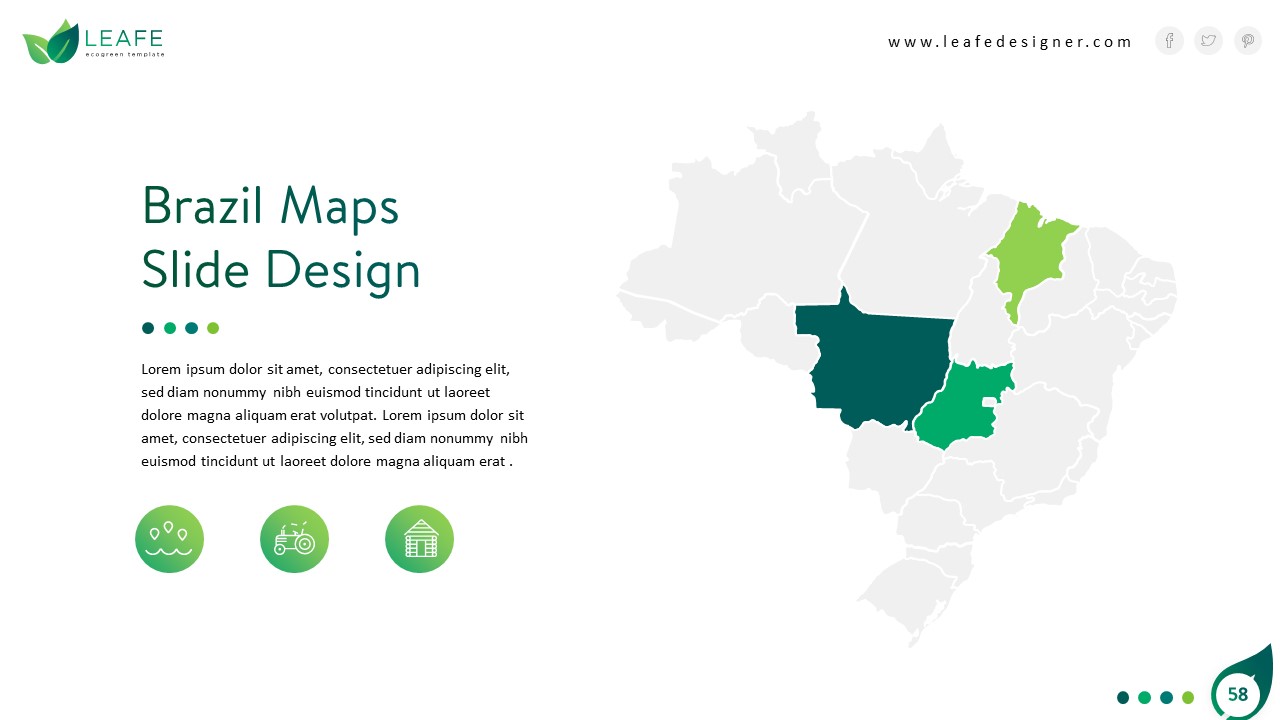 LEAFE
ecogreen template
www.leafedesigner.com
Brazil Maps
Slide Design
Lorem ipsum dolor sit amet, consectetuer adipiscing elit,
sed diam nonummy nibh euismod tincidunt ut laoreet
dolore magna aliquam erat volutpat. Lorem ipsum dolor sit
amet, consectetuer adipiscing elit, sed diam nonummy nibh
euismod tincidunt ut laoreet dolore magna aliquam erat .
58